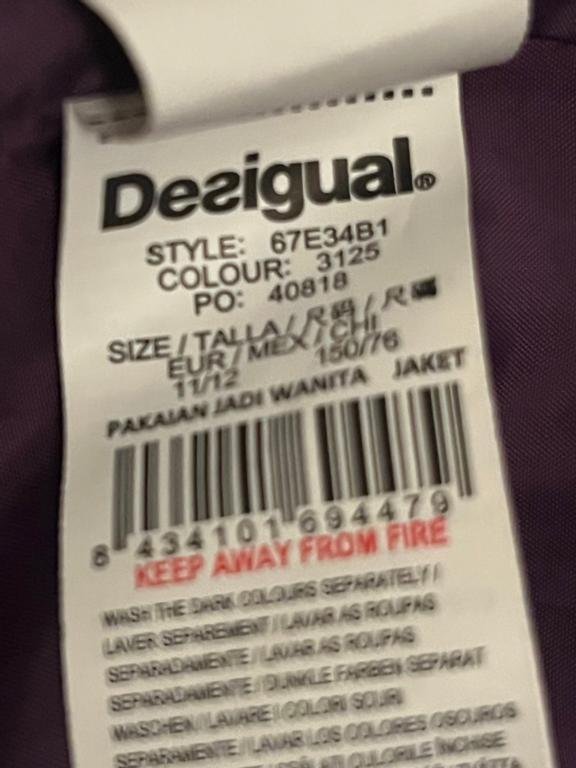 Desigual®
STYLE: 67E34B1
COLOUR: 3125
PO: 40818
SIZE / TALLA / 尺码 / 尺碼
EUR / MEX / CHI
11/12 150/76
PAKAIAN JADI WANITA JAKET
8 434101 694479
KEEP AWAY FROM FIRE
WASH THE DARK COLOURS SEPARATELY /
LAVER SEPAREMENT / LAVAR AS ROUPAS
SEPARADAMENTE / LAVAR AS ROUPAS
SEPARADAMENTE / DUNKLE FARBEN SEPARAT
WASCHEN / LAVARE I COLORI SCURI
SEPARAMENTE / LAVAR LOS COLORES OSCUROS
CULORILE ÎNCHISE